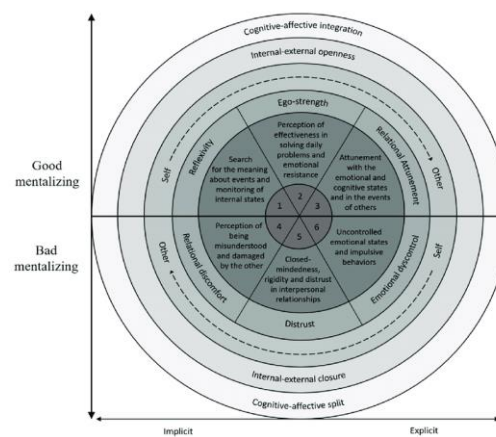 Cognitive-affective integration
Internal-external openness
Ego-strength
Self
Reflexivity
Relational Attunement
Other
Perception of
effectiveness in
solving daily
problems and
emotional
resistance
Search
for the meaning
about events and
monitoring of
internal states
Attunement with
the emotional
and cognitive states
and in the events
of others
Good
mentalizing
1
2
3
4
5
6
Bad
mentalizing
Perception of
being
misunderstood
and damaged
by the other
Uncontrolled
emotional states
and impulsive
behaviors
Closed-
mindedness,
rigidity and distrust
in interpersonal
relationships
Other
Relational discomfort
Emotional dyscontrol
Self
Distrust
Internal-external closure
Cognitive-affective split
Implicit
Explicit